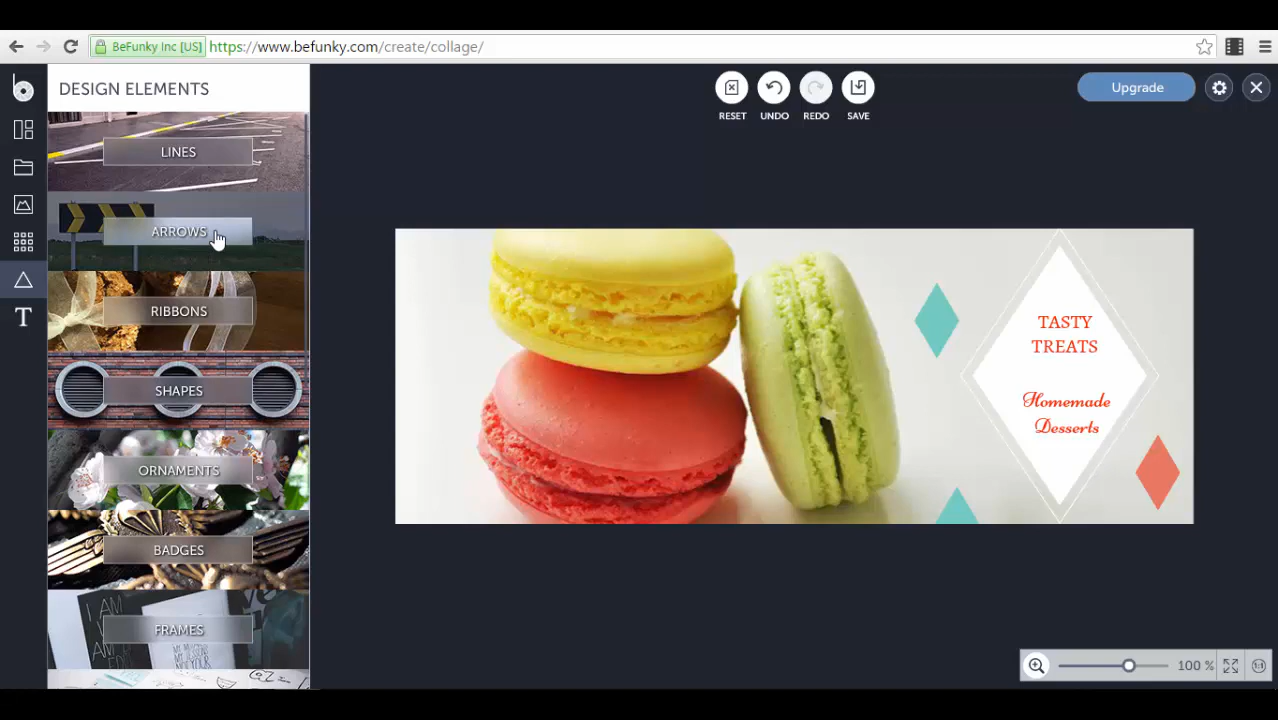 BeFunky Inc [US]
https://www.befunky.com/create/collage/
DESIGN ELEMENTS
LINES
ARROWS
RIBBONS
SHAPES
ORNAMENTS
BADGES
FRAMES
RESET
UNDO
REDO
SAVE
Upgrade
TASTY
TREATS
Homemade
Desserts
100 %